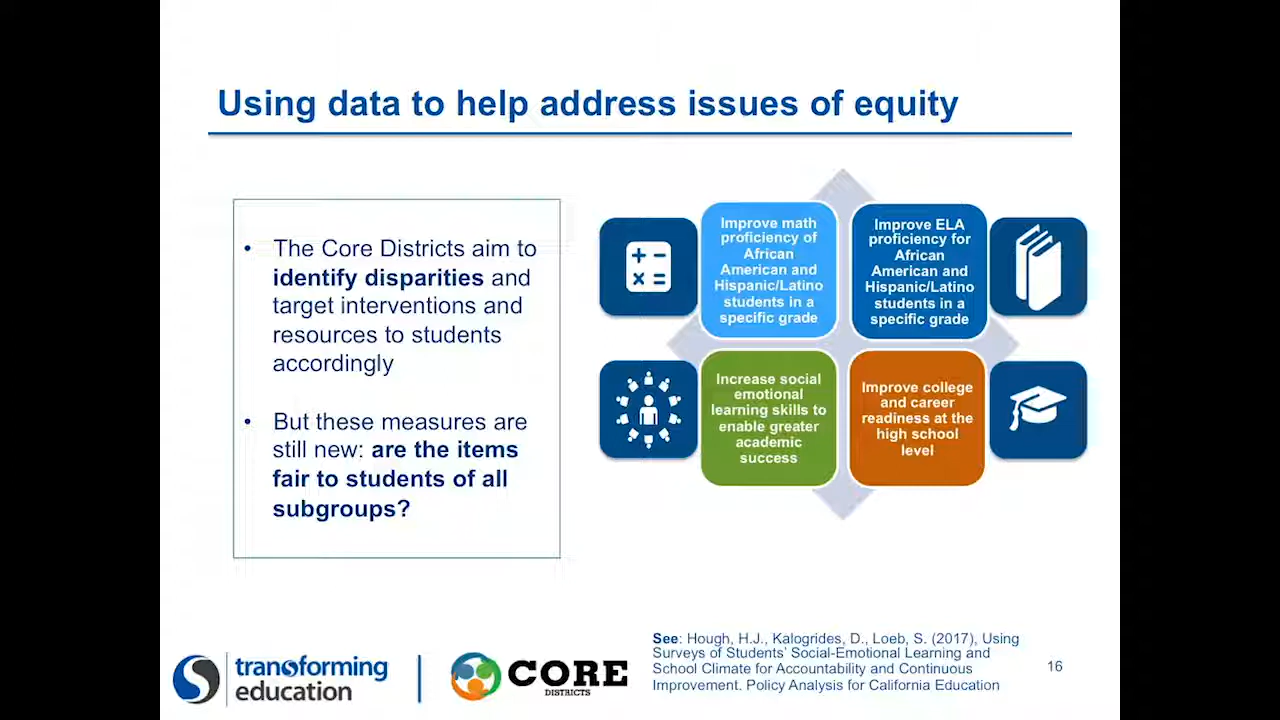 Using data to help address issues of equity
• The Core Districts aim to
identify disparities and
target interventions and
resources to students
accordingly
• But these measures are
still new: are the items
fair to students of all
subgroups?
Improve math
proficiency of
African
American and
Hispanic/Latino
students in a
specific grade
Improve ELA
proficiency for
African
American and
Hispanic/Latino
students in a
specific grade
Increase social
emotional
learning skills to
enable greater
academic
success
Improve college
and career
readiness at the
high school
level
transforming
education
CORE
DISTRICTS
See: Hough, H.J., Kalogrides, D., Loeb, S. (2017), Using
Surveys of Students’ Social-Emotional Learning and
School Climate for Accountability and Continuous
Improvement. Policy Analysis for California Education
16